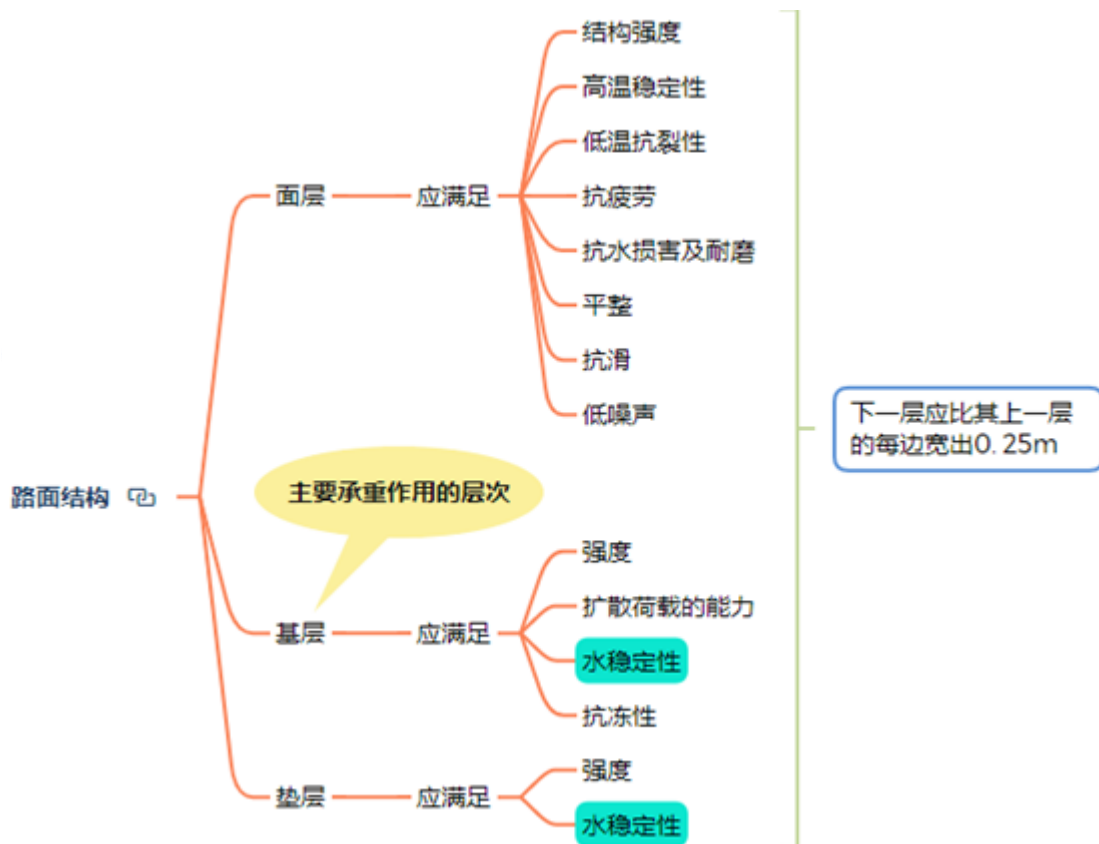 路面结构
面层
应满足
结构强度
高温稳定性
低温抗裂性
抗疲劳
抗水损害及耐磨
平整
抗滑
低噪声
主要承重作用的层次
基层
应满足
强度
扩散荷载的能力
水稳定性
抗冻性
垫层
应满足
强度
水稳定性
下一层应比其上一层
的每边宽出0.25m